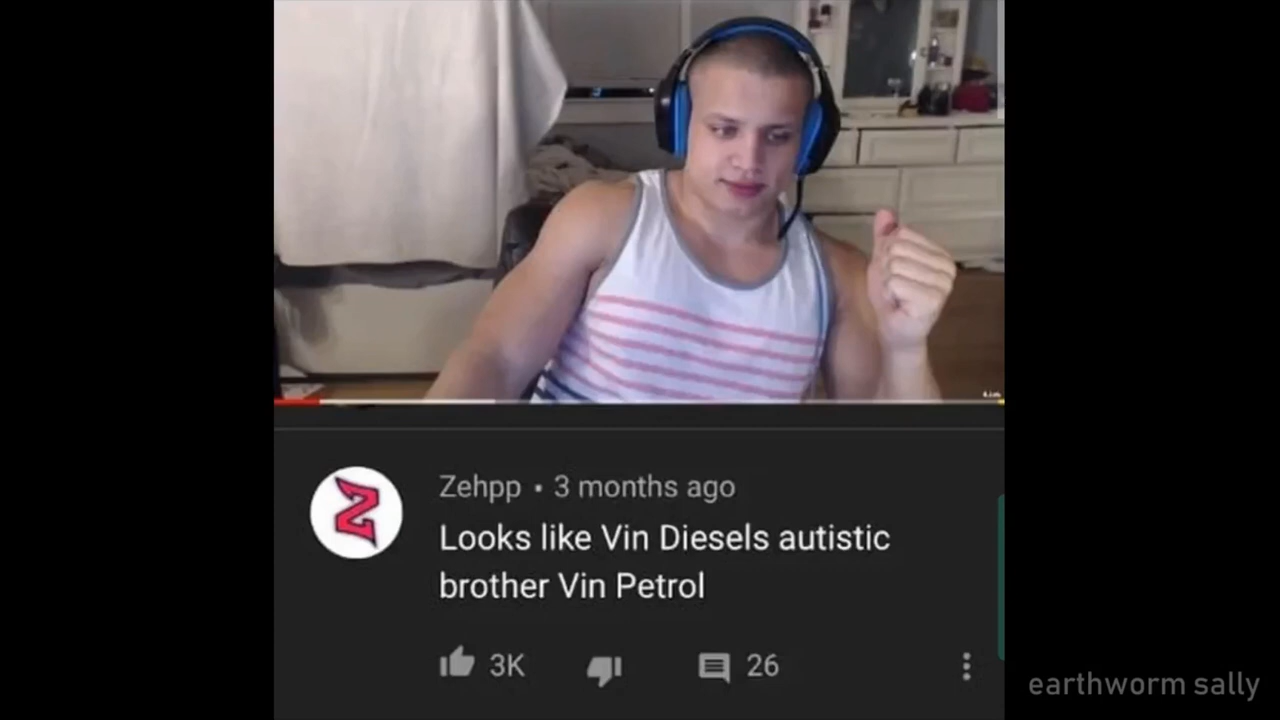 Zehpp • 3 months ago
Looks like Vin Diesels autistic
brother Vin Petrol
3K
26
earthworm sally